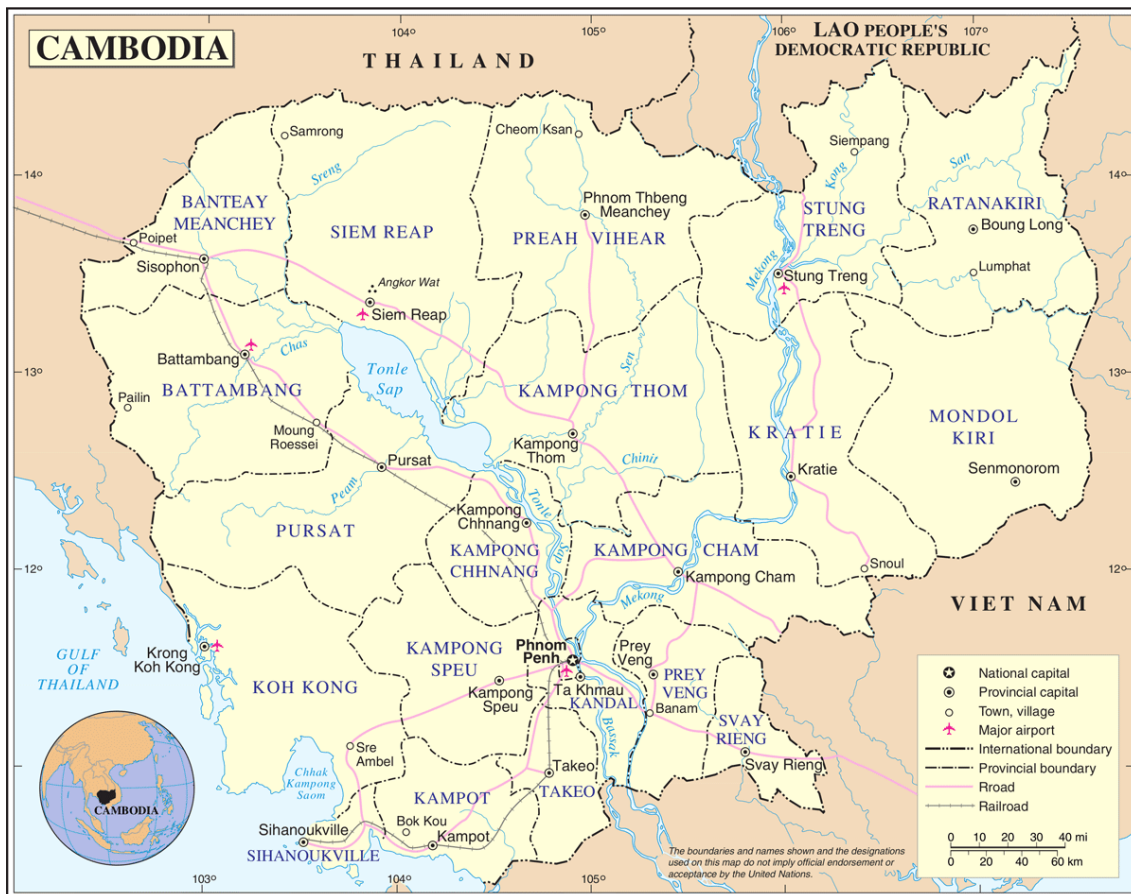 CAMBODIA
104°
105°
106°
107°
THAILAND
LAO PEOPLE'S
DEMOCRATIC REPUBLIC
Samrong
Cheom Ksan
Siempang
Sreng
Kong
San
14°
14°
BANTEAY
MEANCHEY
Phnom Thbeng
Meanchey
STUNG
TRENG
RATANAKIRI
SIEM REAP
PREAH VIHEAR
Boung Long
Poipet
Sisophon
Mekong
Stung Treng
Lumphat
Angkor Wat
Siem Reap
Battambang
Chas
Tonle
Sap
Sen
13°
13°
BATTAMBANG
KAMPONG THOM
Pailin
Moung
Roessei
MONDOL
KIRI
KRATIE
Kampong
Thom
Pursat
Chinit
Kratie
Senmonorom
Peam
Tonle
Sap
Kampong
Chhnang
PURSAT
KAMPONG
CHHNANG
KAMPONG CHAM
12°
12°
Snoul
Kampong Cham
Mekong
VIET NAM
GULF
OF
THAILAND
Krong
Koh Kong
KAMPONG
SPEU
Phnom
Penh
Prey
Veng
KOH KONG
Kampong
Speu
Ta Khmau
KANDAL
PREY
VENG
Banam
Bassak
SVAY
RIENG
Sre
Ambel
Svay Rieng
Takeo
Chhak
Kampong
Saom
TAKEO
KAMPOT
Bok Kou
Sihanoukville
Kampot
SIHANOUKVILLE
103°
104°
105°
CAMBODIA
National capital
Provincial capital
Town, village
Major airport
International boundary
Provincial boundary
Rroad
Railroad
0 20 40 mi
0 20 40 60 km
The boundaries and names shown and the designations
used on this map do not imply official endorsement or
acceptance by the United Nations.